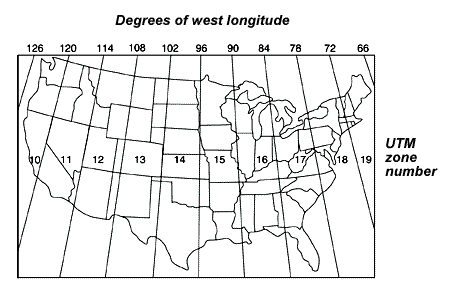 Degrees of west longitude
126 120 114 108 102 96 90 84 78 72 66
10 11 12 13 14 15 16 17 18 19
UTM
zone
number